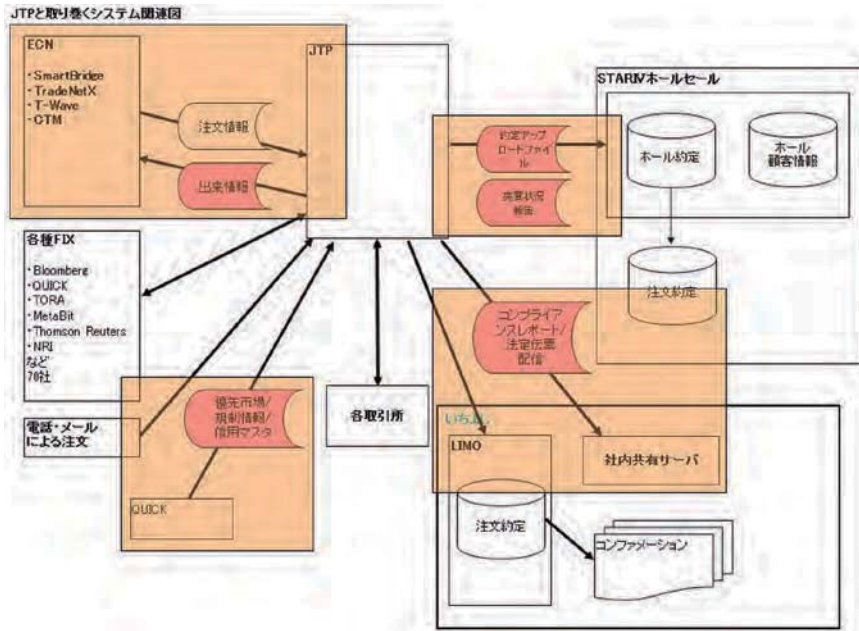 JTPと取り巻くシステム関連図
ECN
・SmartBridge
・TradeNetX
・T-Wave
・CTM
JTP
注文情報
出来情報
約定アップ
ロードファイ
ル
売買状況
報告
STARⅣホールセール
ホール約定
ホール
顧客情報
注文約定
各種FIX
・Bloomberg
・QUICK
・TORA
・MetaBit
・Thomson Reuters
・NRI
など
70社
電話・メール
による注文
優先市場/
規制情報/
信用マスタ
QUICK
各取引所
コンプライア
ンスレポート/
法定伝票
配信
いちよし
LIMO
注文約定
社内共有サーバ
コンファメーション